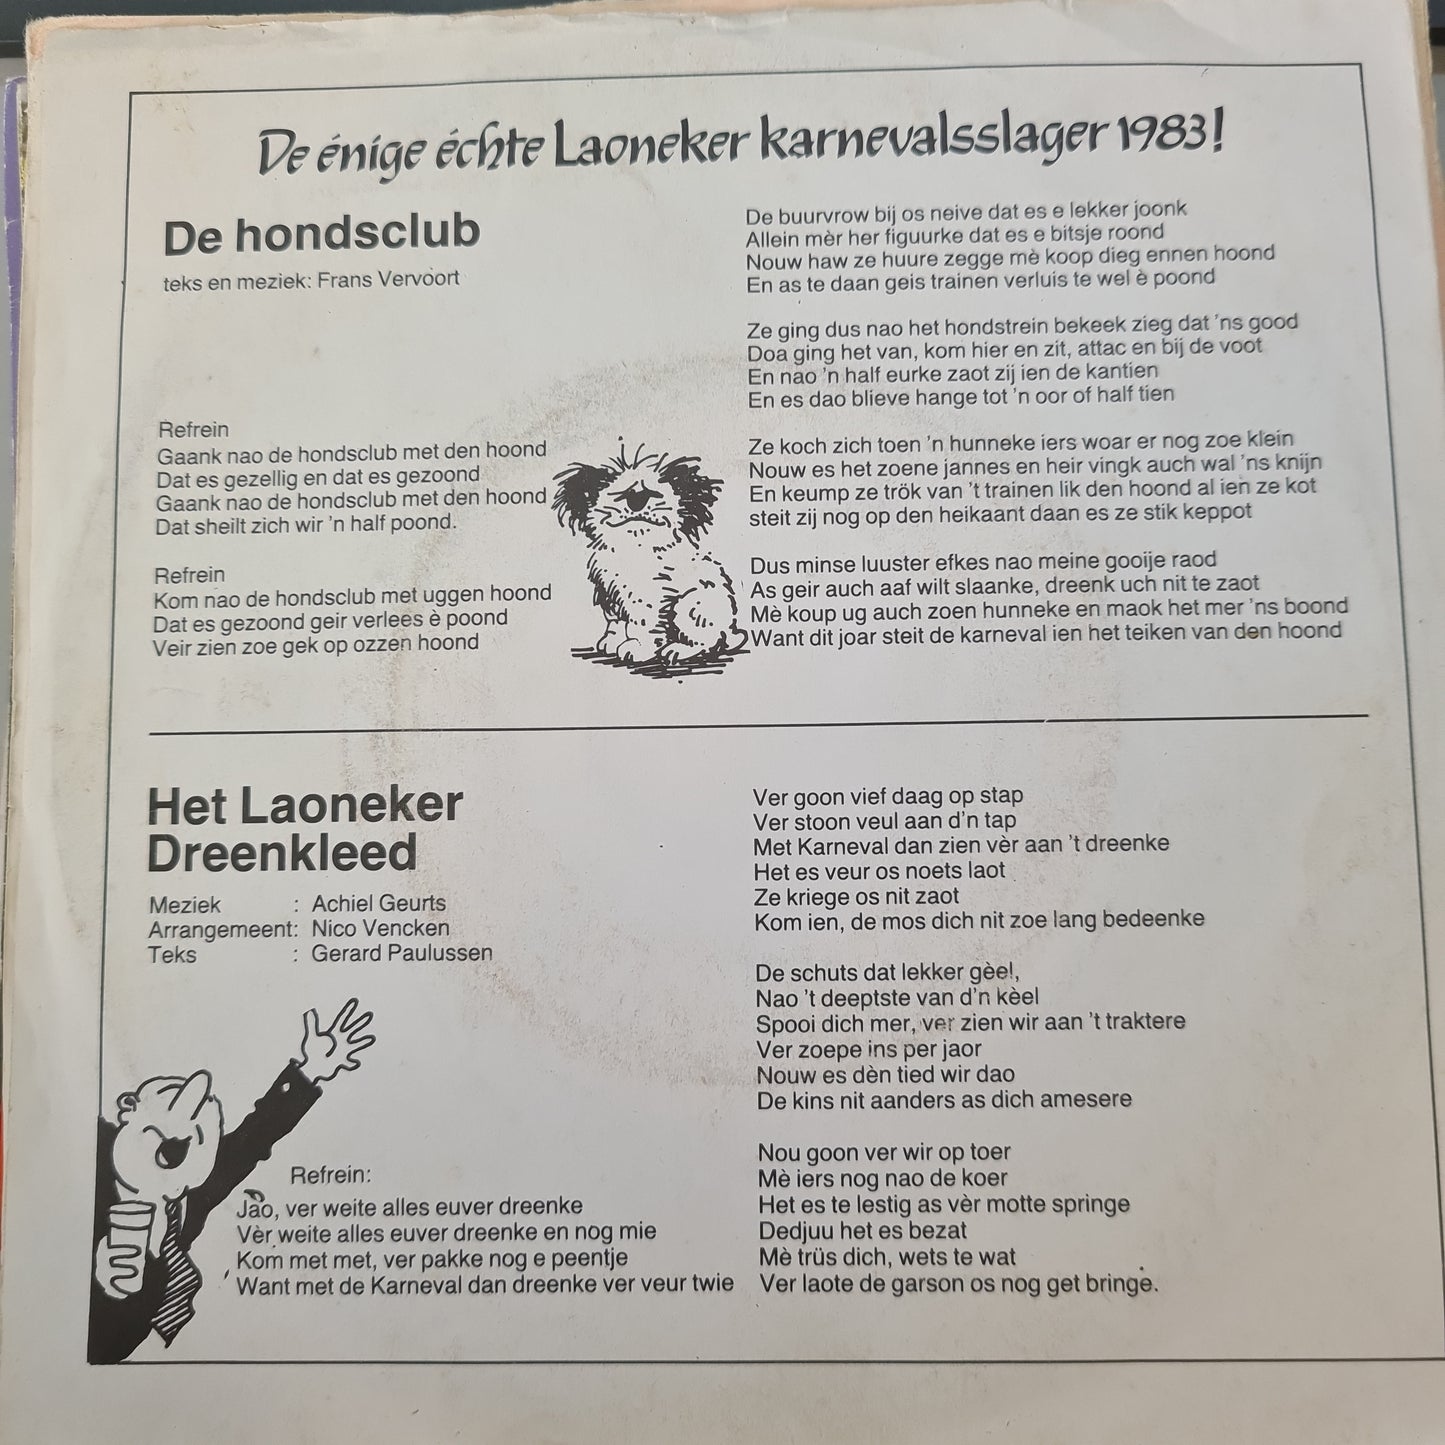 De énige échte Laoneker karnevalsslager 1983!
De hondsclub
teks en meziek: Frans Vervoort
Refrein
Gaank nao de hondsclub met den hoond
Dat es gezellig en dat es gezoond
Gaank nao de hondsclub met den hoond
Dat sheilt zich wir 'n half poond.
Refrein
Kom nao de hondsclub met uggen hoond
Dat es gezoond geir verlees è poond
Veir zien zoe gek op ozzen hoond
De buurvrow bij os neive dat es e lekker joonk
Allein mèr her figuurke dat es e bitsje roond
Nouw haw ze huure zegge mè koop dieg ennen hoond
En as te daan geis trainen verluis te wel è poond
Ze ging dus nao het hondstrein bekeek zieg dat 'ns good
Doa ging het van, kom hier en zit, attac en bij de voot
En nao 'n half eurke zaot zij ien de kantien
En es dao blieve hange tot 'n oor of half tien
Ze koch zich toen 'n hunneke iers woar er nog zoe klein
Nouw es het zoene jannes en heir vingk auch wal 'ns knijn
En keump ze trök van 't trainen lik den hoond al ien ze kot
steit zij nog op den heikaant daan es ze stik keppot
Dus minse luuster efkes nao meine gooije raod
As geir auch aaf wilt slaanke, dreenk uch nit te zaot
Mè koup ug auch zoen hunneke en maok het mer 'ns boond
Want dit joar steit de karneval ien het teiken van den hoond
Het Laoneker
Dreenkleed
Meziek : Achiel Geurts
Arrangemeent: Nico Vencken
Teks : Gerard Paulussen
Refrein:
Jão, ver weite alles euver dreenke
Vèr weite alles euver dreenke en nog mie
Kom met met, ver pakke nog e peentje
Want met de Karneval dan dreenke ver veur twie
Ver goon vief daag op stap
Ver stoon veul aan d'n tap
Met Karneval dan zien vèr aan 't dreenke
Het es veur os noets laot
Ze kriege os nit zaot
Kom ien, de mos dich nit zoe lang bedeenke
De schuts dat lekker gèel,
Nao 't deeptste van d'n kèel
Spooi dich mer, ver zien wir aan 't traktere
Ver zoepe ins per jaor
Nouw es dèn tied wir dao
De kins nit aanders as dich amesere
Nou goon ver wir op toer
Mè iers nog nao de koer
Het es te lestig as vèr motte springe
Dedjuu het es bezat
Mè trüs dich, wets te wat
Ver laote de garson os nog get bringe.